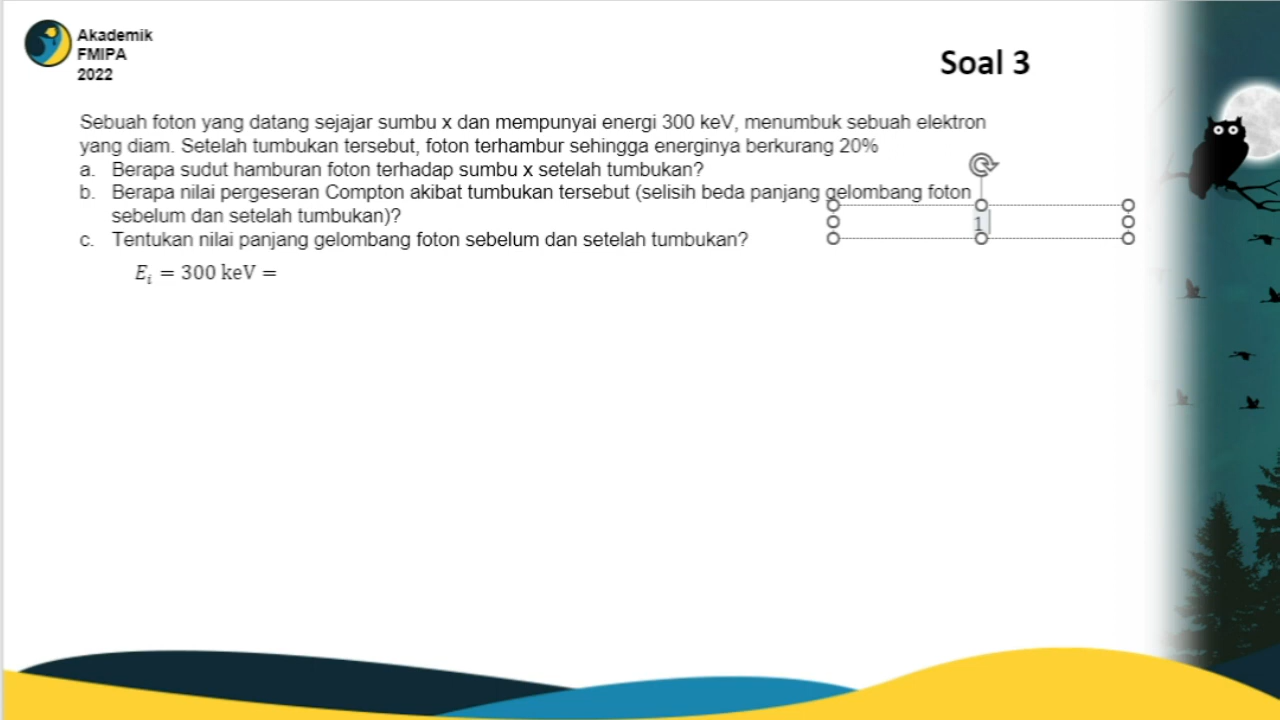 Akademik
FMIPA
2022
Soal 3
Sebuah foton yang datang sejajar sumbu x dan mempunyai energi 300 keV, menumbuk sebuah elektron
yang diam. Setelah tumbukan tersebut, foton terhambur sehingga energinya berkurang 20%
a. Berapa sudut hamburan foton terhadap sumbu x setelah tumbukan?
b. Berapa nilai pergeseran Compton akibat tumbukan tersebut (selisih beda panjang gelombang foton
sebelum dan setelah tumbukan)?
1
c. Tentukan nilai panjang gelombang foton sebelum dan setelah tumbukan?
E_i = 300 keV =